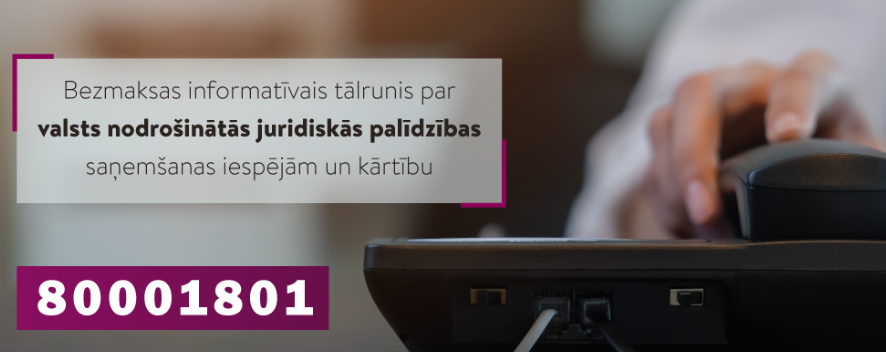 Bezmaksas informatīvais tālrunis par
valsts nodrošinātās juridiskās palīdzības
saņemšanas iespējām un kārtību
80001801